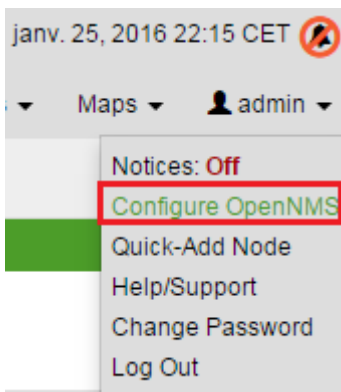 janv. 25, 2016 22:15 CET
Maps admin
Notices: Off
Configure OpenNMS
Quick-Add Node
Help/Support
Change Password
Log Out